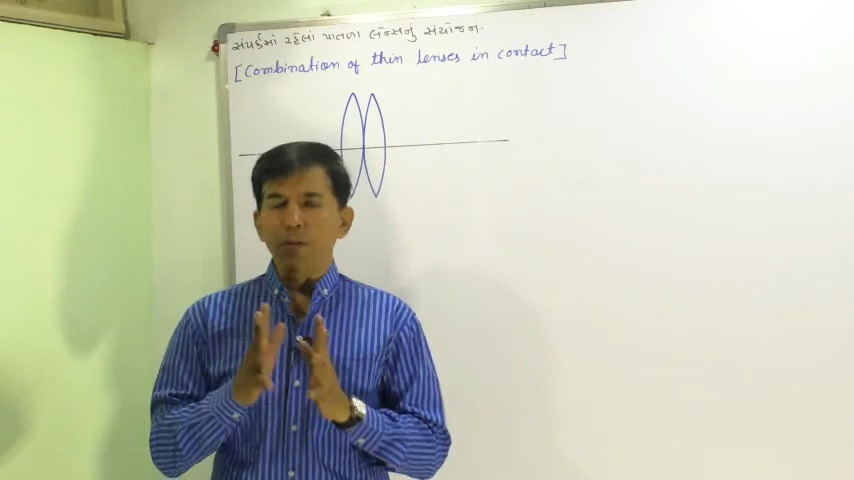 સંપર્કમાં રહેલાં પાતળા લૅન્સનું સંયોજન.
[Combination of thin lenses in contact]